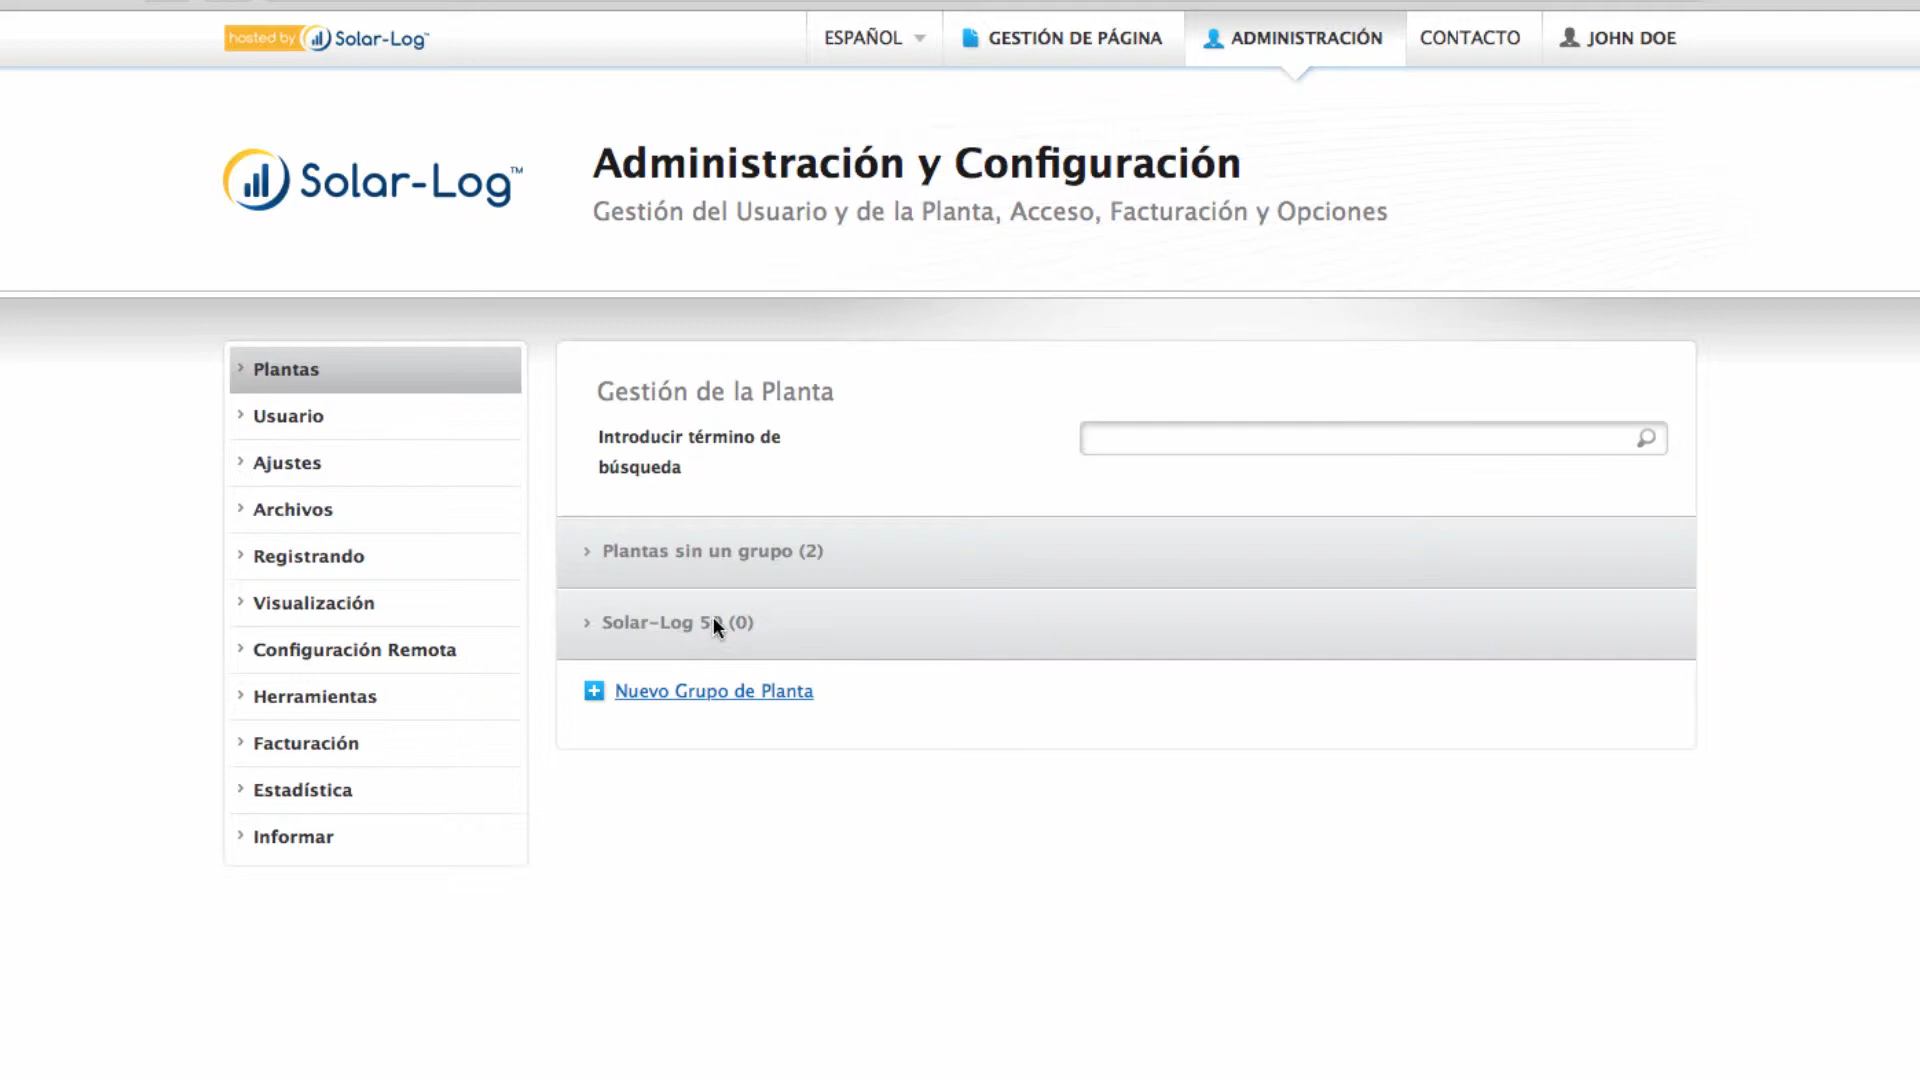 hosted by Solar-Log™
ESPAÑOL
GESTIÓN DE PÁGINA
ADMINISTRACIÓN
CONTACTO
JOHN DOE
Solar-Log™
Administración y Configuración
Gestión del Usuario y de la Planta, Acceso, Facturación y Opciones
Plantas
Usuario
Ajustes
Archivos
Registrando
Visualización
Configuración Remota
Herramientas
Facturación
Estadística
Informar
Gestión de la Planta
Introducir término de
búsqueda
Plantas sin un grupo (2)
Solar-Log (0)
Nuevo Grupo de Planta